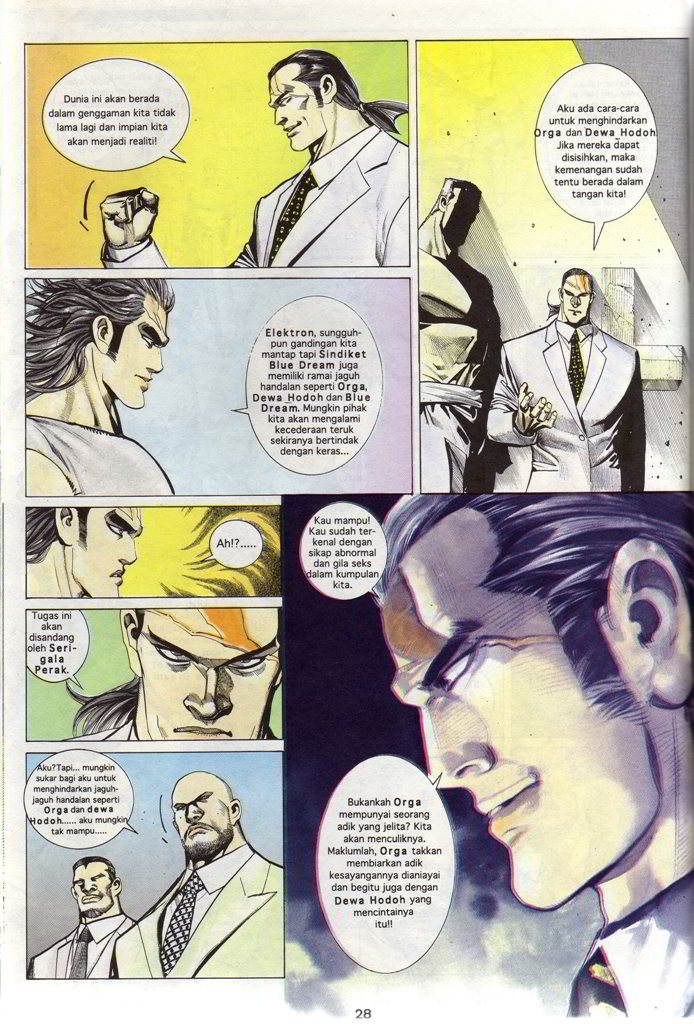 Dunia ini akan berada
dalam genggaman kita tidak
lama lagi dan impian kita
akan menjadi realiti!
Aku ada cara-cara
untuk menghindarkan
Orga dan Dewa Hodoh.
Jika mereka dapat
disisihkan, maka
kemenangan sudah
tentu berada dalam
tangan kita!
Elektron, sungguh-
pun gandingan kita
mantap tapi Sindiket
Blue Dream juga
memiliki ramai jaguh
handalan seperti Orga,
Dewa Hodoh dan Blue
Dream. Mungkin pihak
kita akan mengalami
kecederaan teruk
sekiranya bertindak
dengan keras...
Ah!?.....
Kau mampu!
Kau sudah ter-
kenal dengan
sikap abnormal
dan gila seks
dalam kumpulan
kita.
Tugas ini
akan
disandang
oleh Seri-
gala
Perak.
Aku?Tapi... mungkin
sukar bagi aku untuk
menghindarkan jaguh-
jaguh handalan seperti
Orga dan dewa
Hodoh...... aku mungkin
tak mampu.....
Bukankah Orga
mempunyai seorang
adik yang jelita? Kita
akan menculiknya.
Maklumlah, Orga takkan
membiarkan adik
kesayangannya dianiayai
dan begitu juga dengan
Dewa Hodoh yang
mencintainya
itu!!
28